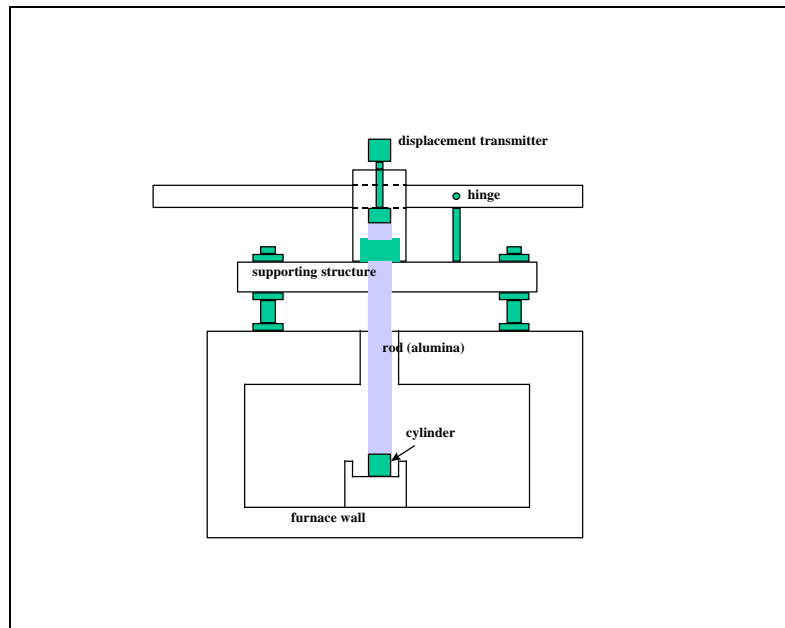 displacement transmitter
hinge
supporting structure
rod (alumina)
cylinder
furnace wall